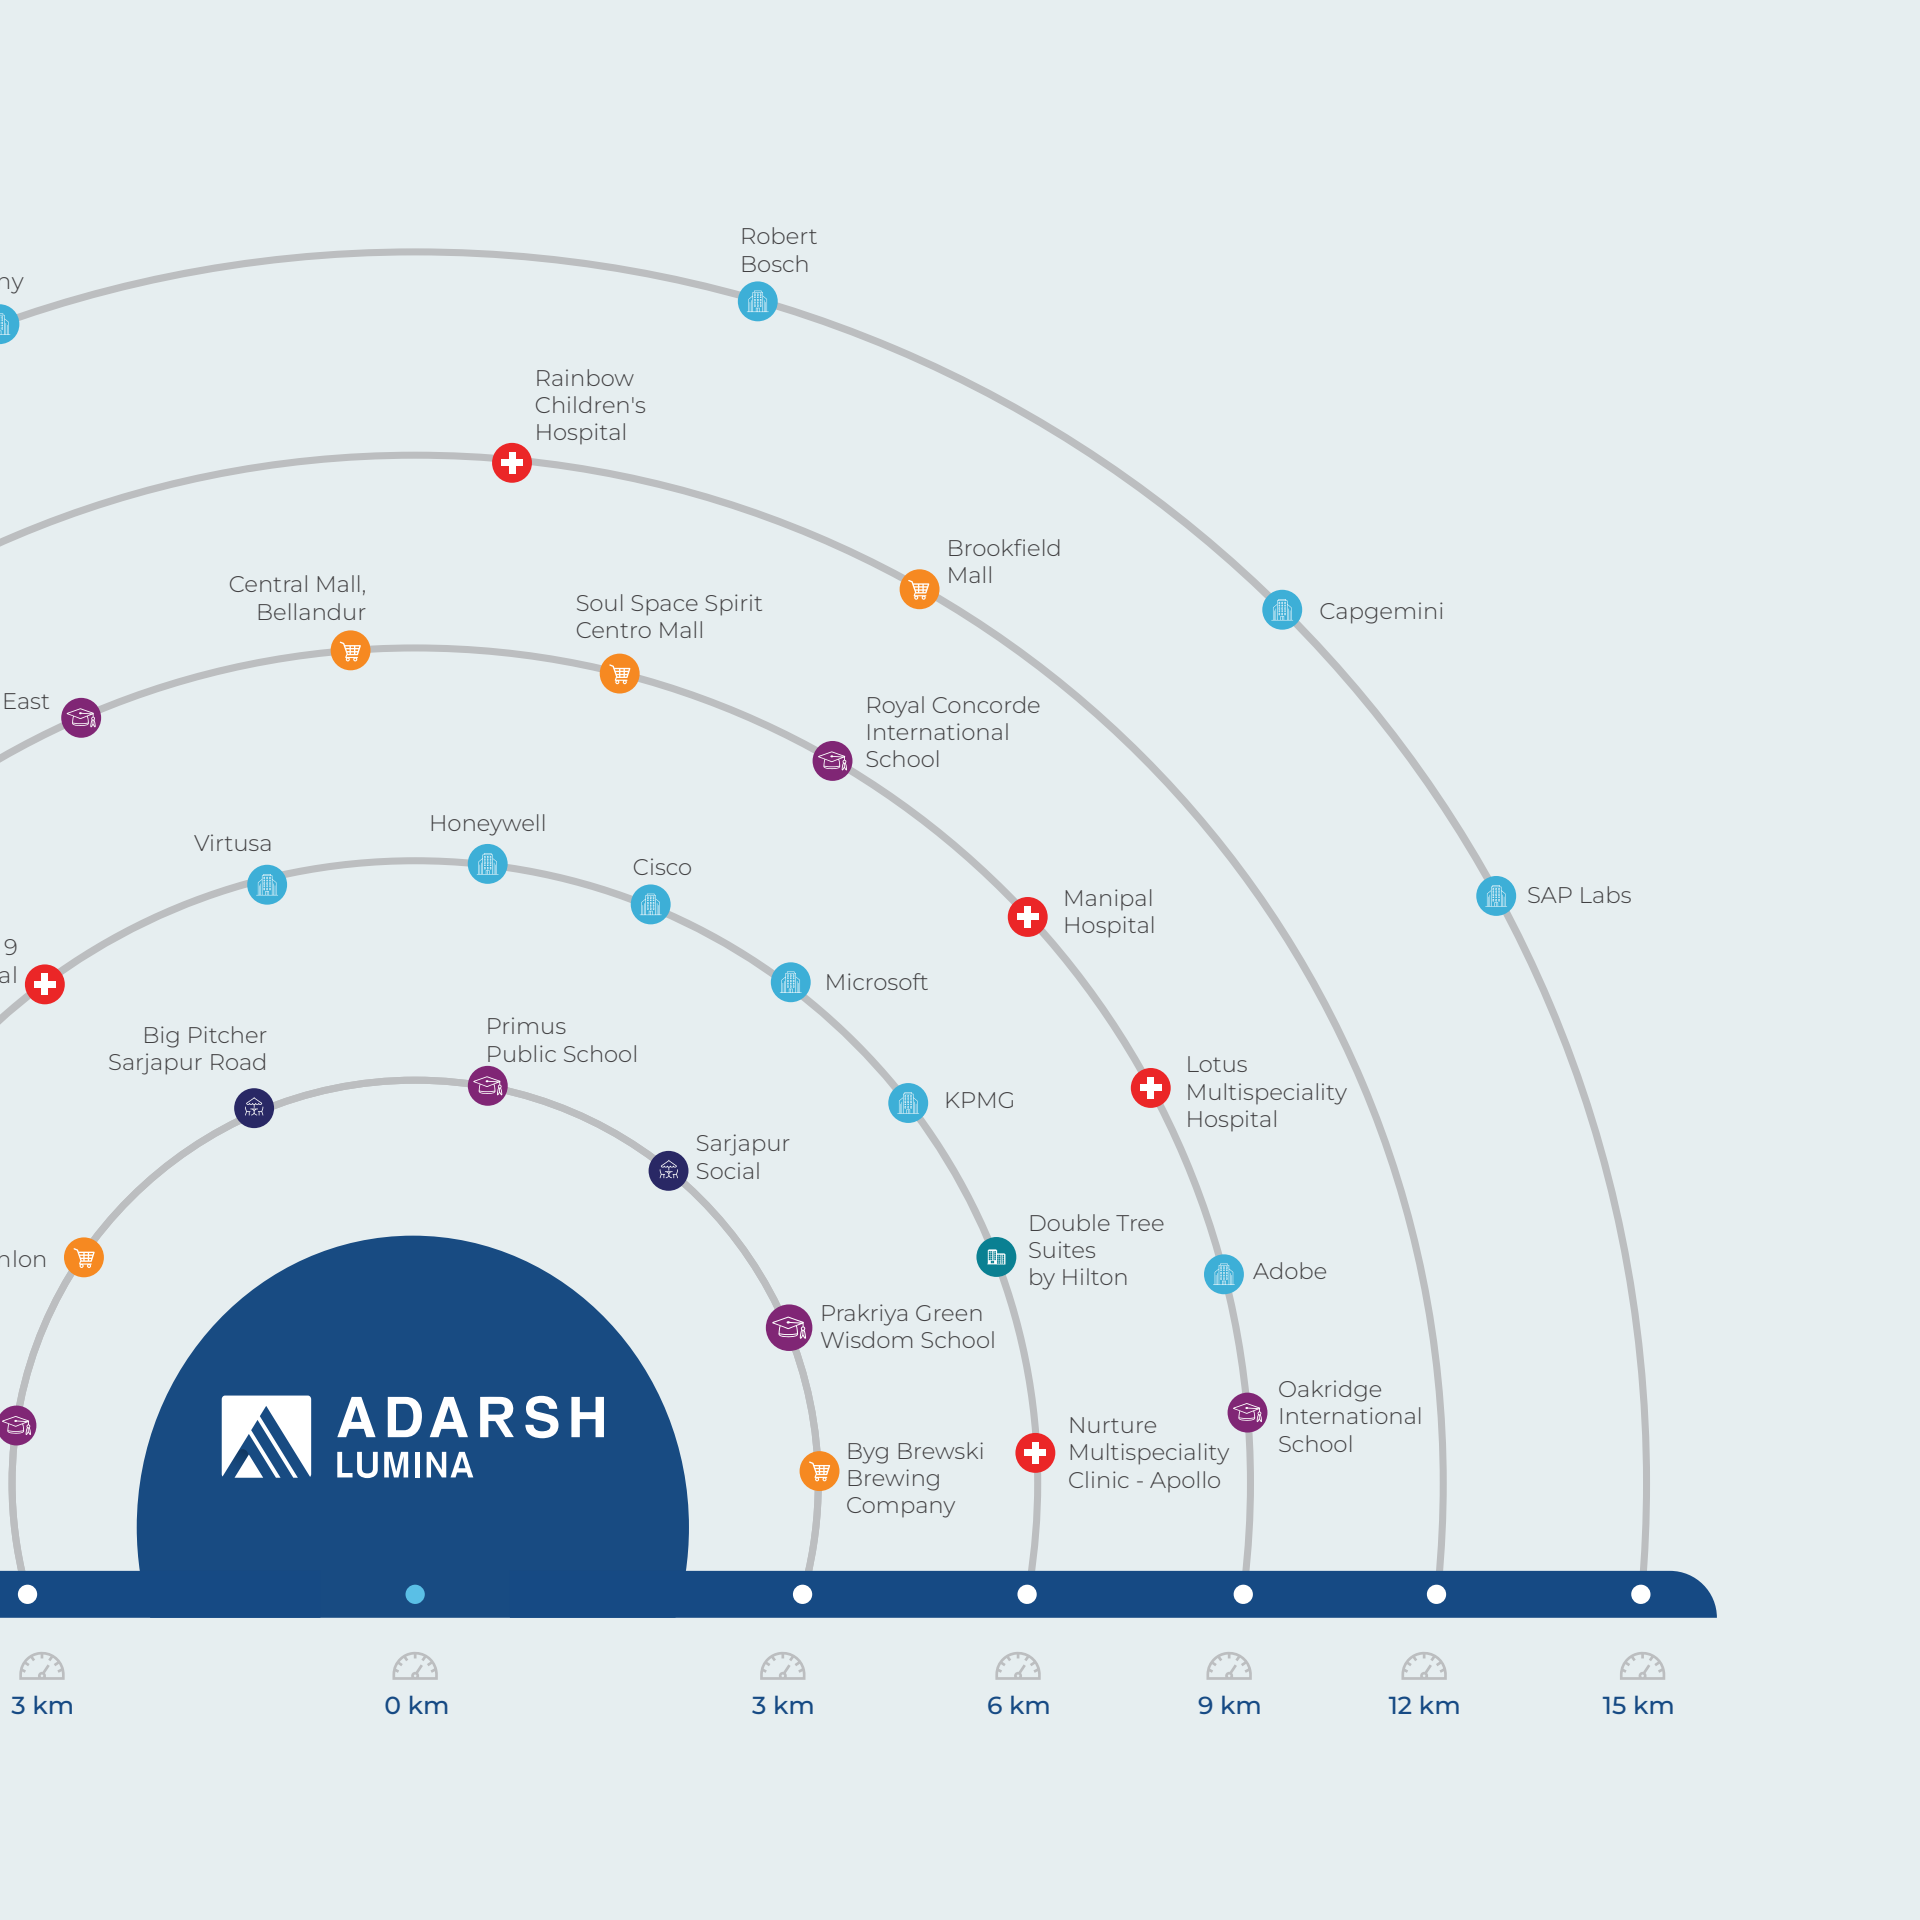 Robert
Bosch
ny
Rainbow
Children's
Hospital
Brookfield
Mall
Central Mall,
Bellandur
Soul Space Spirit
Centro Mall
Capgemini
East
Royal Concorde
International
School
Honeywell
Virtusa
Cisco
Manipal
Hospital
SAP Labs
9
al
Microsoft
Big Pitcher
Sarjapur Road
Primus
Public School
KPMG
Lotus
Multispeciality
Hospital
Sarjapur
Social
Double Tree
Suites
by Hilton
hlon
Adobe
Prakriya Green
Wisdom School
ADARSH
LUMINA
Oakridge
International
School
Byg Brewski
Brewing
Company
Nurture
Multispeciality
Clinic - Apollo
3 km
0 km
3 km
6 km
9 km
12 km
15 km